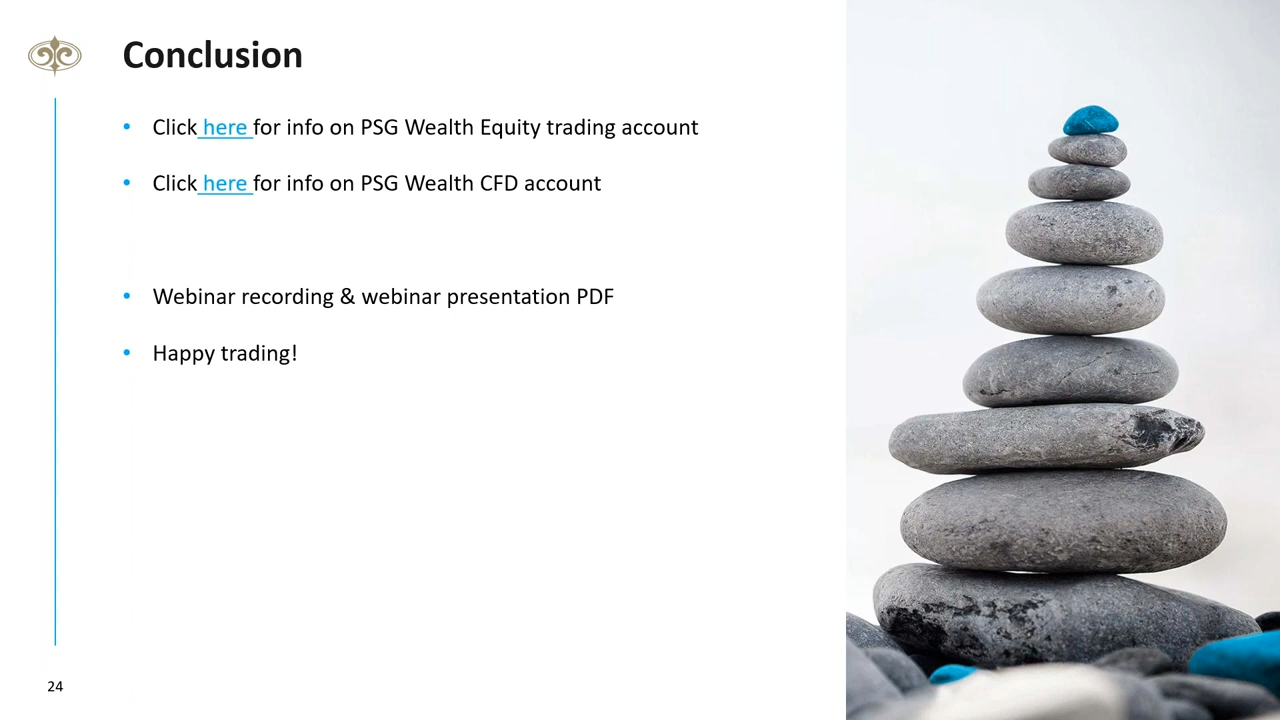 Conclusion
• Click here for info on PSG Wealth Equity trading account
• Click here for info on PSG Wealth CFD account
• Webinar recording & webinar presentation PDF
• Happy trading!
24